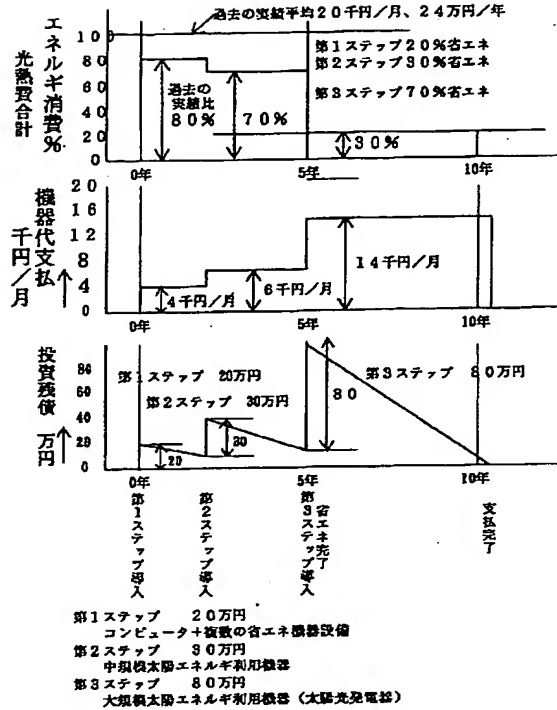 過去の実績平均20千円/月、24万円/年
エネルギ消費%
光熱費合計
100
80
60
40
20
0
過去の
実績比
80%
70%
第1ステップ20%省エネ
第2ステップ30%省エネ
第3ステップ70%省エネ
30%
0年
5年
10年
機器代支払
千円/月
20
16
12
8
4
0
4千円/月
6千円/月
14千円/月
0年
5年
10年
投資残債
万円
80
60
40
20
0
第1ステップ 20万円
第2ステップ 30万円
第3ステップ 80万円
20
30
80
0年
5年
10年
第1ステップ導入
第2ステップ導入
第3ステップ導入
省エネ完了
支払完了
第1ステップ 20万円
コンピュータ+複数の省エネ機器設備
第2ステップ 30万円
中規模太陽エネルギ利用機器
第3ステップ 80万円
大規模太陽エネルギ利用機器(太陽光発電器)